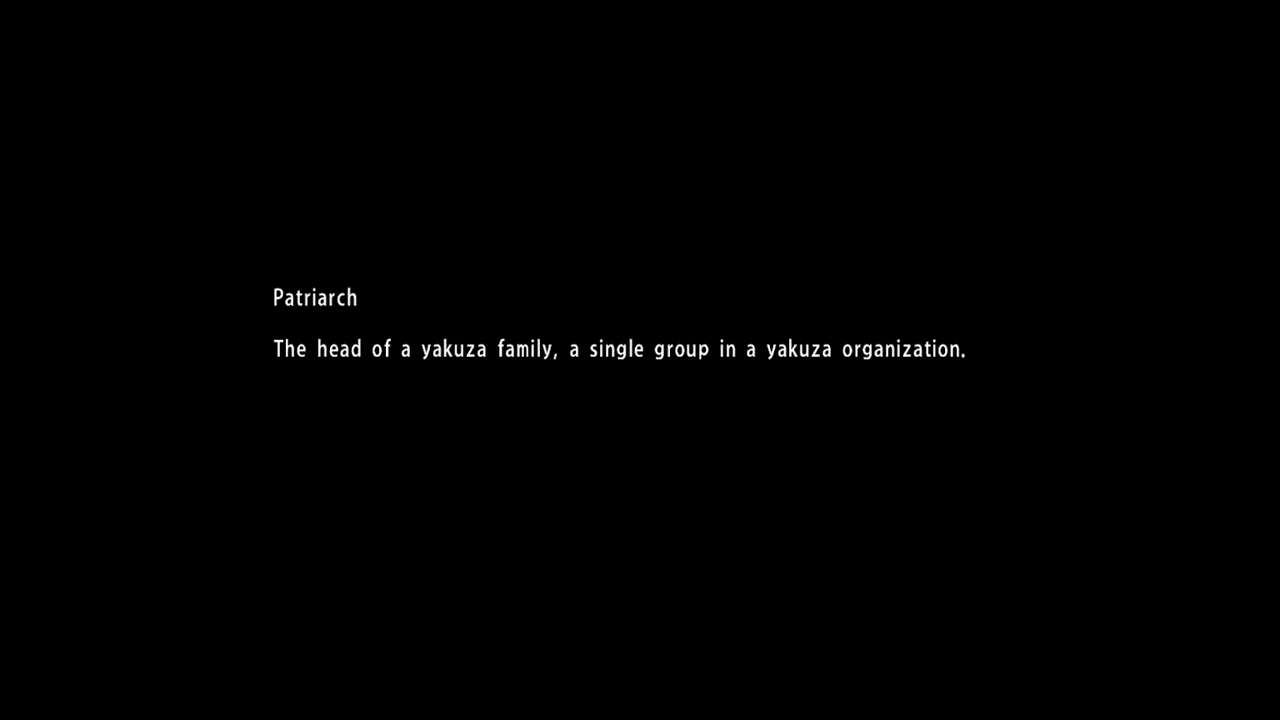 Patriarch
The head of a yakuza family, a single group in a yakuza organization.